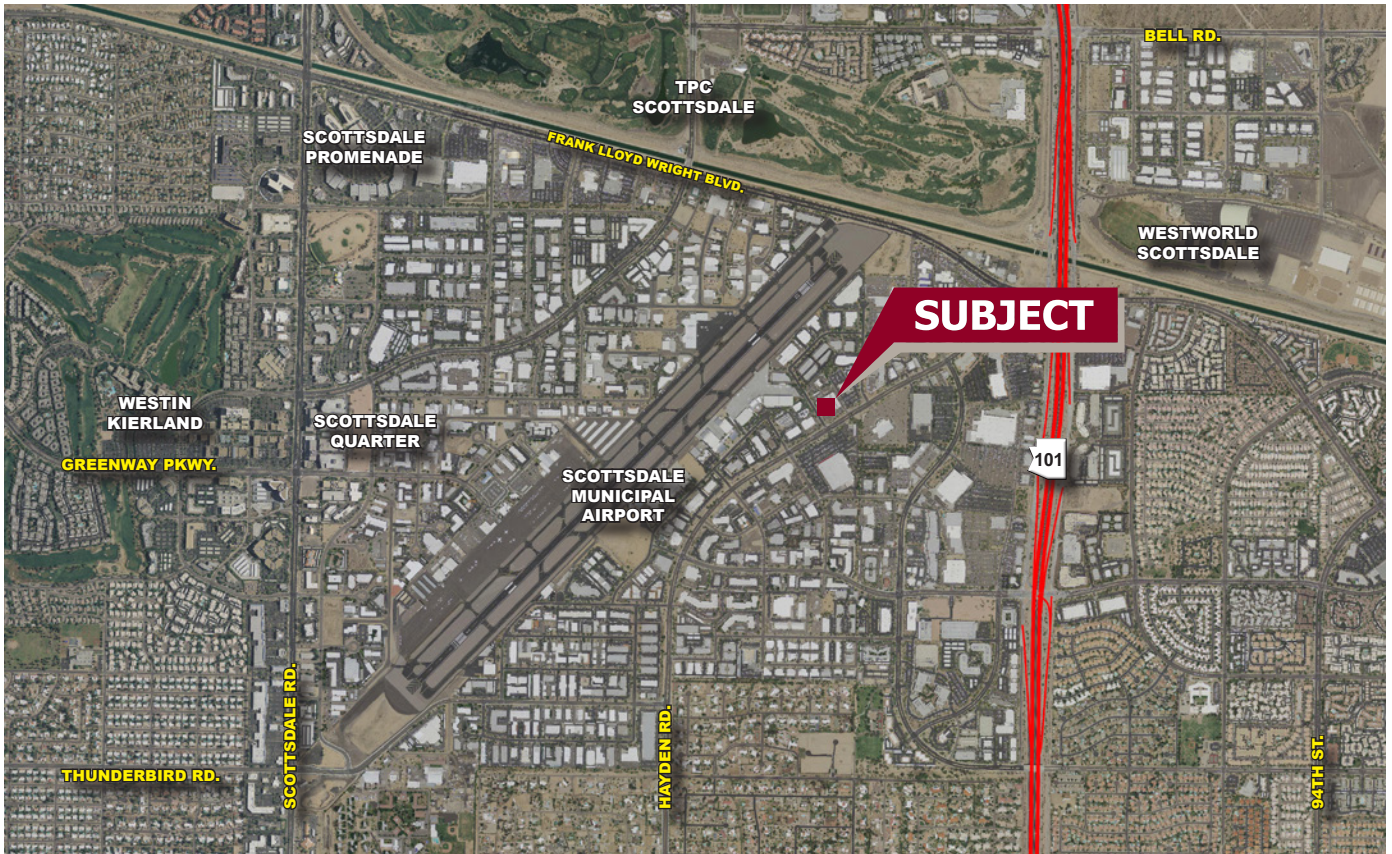 BELL RD.
TPC
SCOTTSDALE
SCOTTSDALE
PROMENADE
FRANK LLOYD WRIGHT BLVD.
WESTWORLD
SCOTTSDALE
SUBJECT
WESTIN
KIERLAND
SCOTTSDALE
QUARTER
GREENWAY PKWY.
101
SCOTTSDALE
MUNICIPAL
AIRPORT
SCOTTSDALE RD.
HAYDEN RD.
94TH ST.
THUNDERBIRD RD.